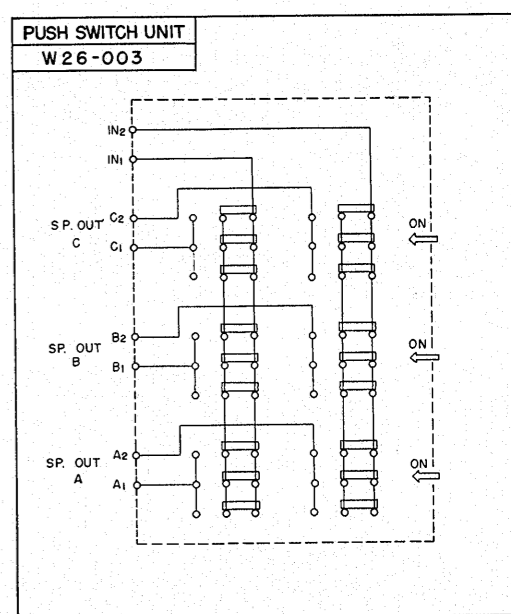 PUSH SWITCH UNIT
W26-003
IN2
IN1
SP. OUT C2 ON
C C1
SP. OUT B2 ON
B B1
SP. OUT A2 ON
A A1